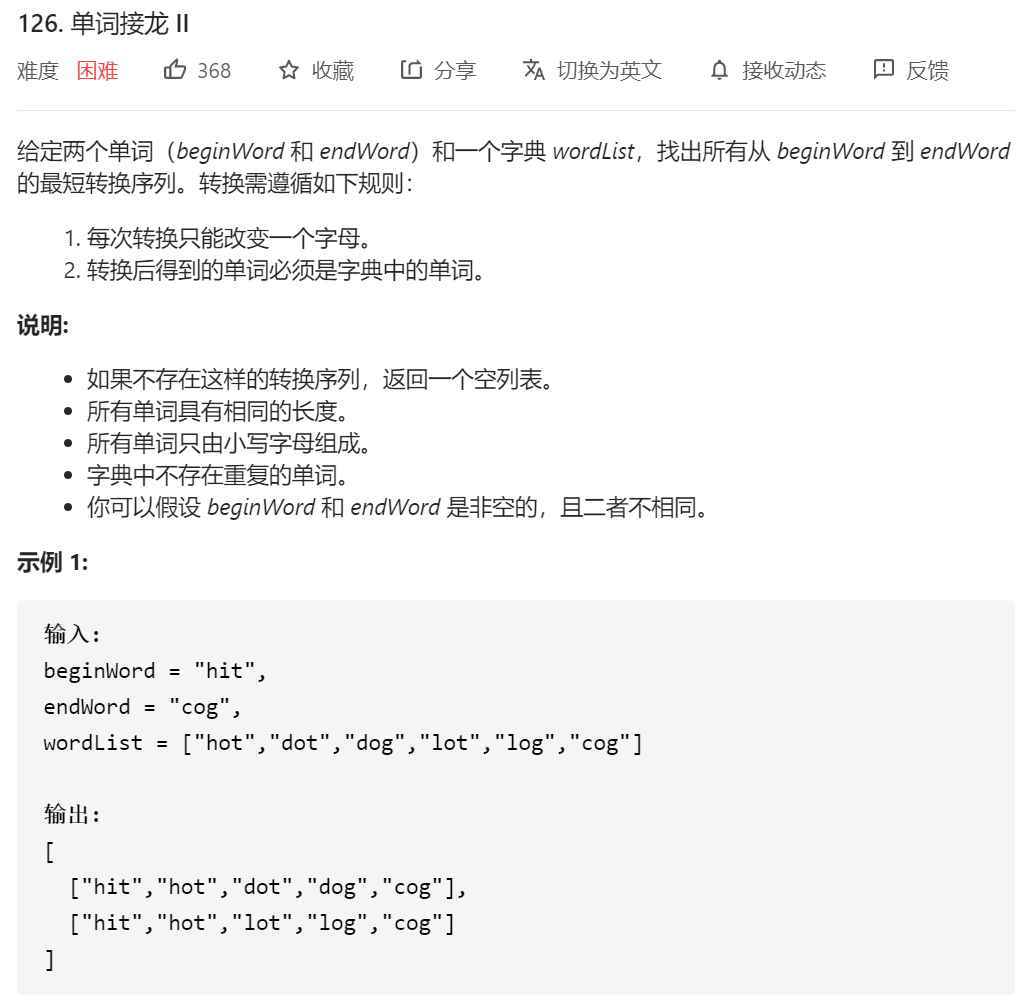 126. 单词接龙 II
难度 困难 368 收藏 分享 切换为英文 接收动态 反馈
给定两个单词（beginWord 和 endWord）和一个字典 wordList，找出所有从 beginWord 到 endWord
的最短转换序列。转换需遵循如下规则：
1. 每次转换只能改变一个字母。
2. 转换后得到的单词必须是字典中的单词。
说明:
• 如果不存在这样的转换序列，返回一个空列表。
• 所有单词具有相同的长度。
• 所有单词只由小写字母组成。
• 字典中不存在重复的单词。
• 你可以假设 beginWord 和 endWord 是非空的，且二者不相同。
示例 1:
输入:
beginWord = "hit",
endWord = "cog",
wordList = ["hot","dot","dog","lot","log","cog"]
输出:
[
["hit","hot","dot","dog","cog"],
["hit","hot","lot","log","cog"]
]